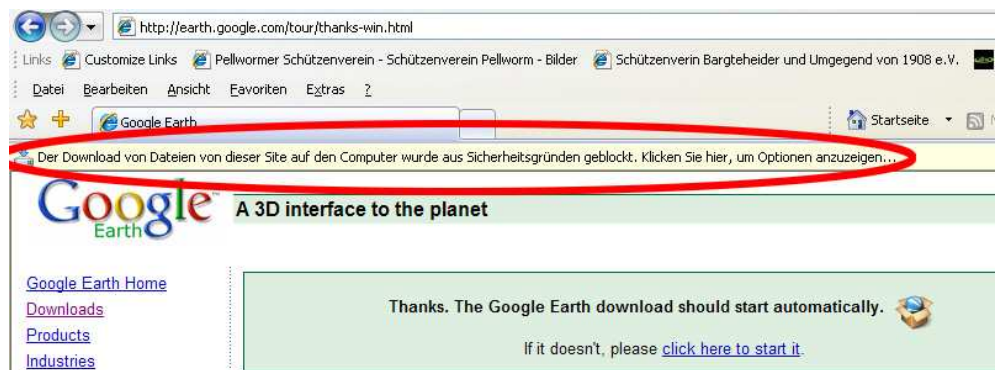 http://earth.google.com/tour/thanks-win.html
Links Customize Links Pellwormer Schützenverein - Schützenverein Pellworm - Bilder Schützenverin Bargteheider und Umgegend von 1908 e.V.
Datei Bearbeiten Ansicht Favoriten Extras ?
Google Earth Startseite
Der Download von Dateien von dieser Site auf den Computer wurde aus Sicherheitsgründen geblockt. Klicken Sie hier, um Optionen anzuzeigen...
Google A 3D interface to the planet
Earth
Google Earth Home
Downloads
Products
Industries
Thanks. The Google Earth download should start automatically.
If it doesn't, please click here to start it.